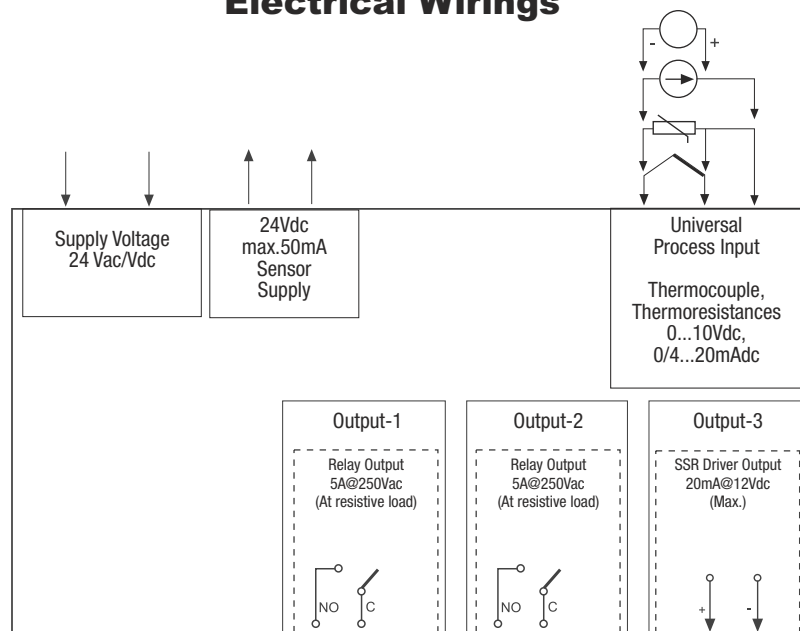 Electrical Wirings
- +
Supply Voltage
24 Vac/Vdc
24Vdc
max.50mA
Sensor
Supply
Universal
Process Input
Thermocouple,
Thermoresistances
0...10Vdc,
0/4...20mAdc
Output-1
Relay Output
5A@250Vac
(At resistive load)
NO C
Output-2
Relay Output
5A@250Vac
(At resistive load)
NO C
Output-3
SSR Driver Output
20mA@12Vdc
(Max.)
+ -